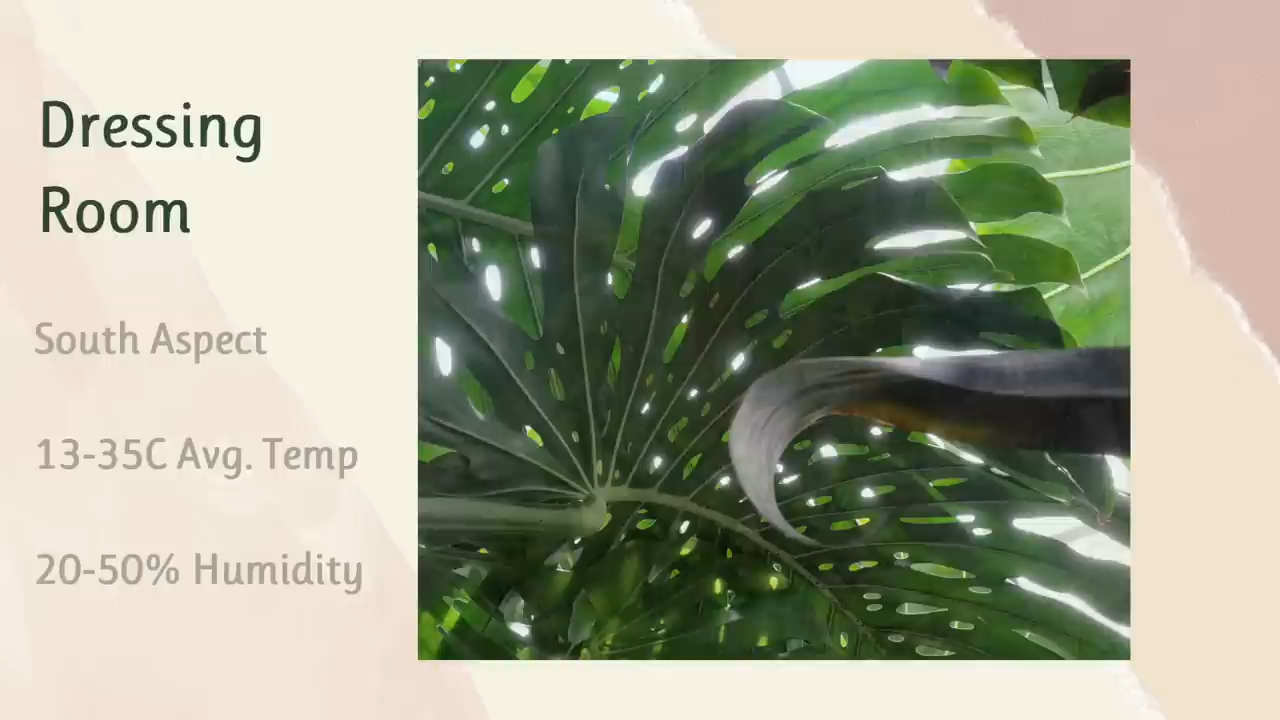 Dressing
Room
South Aspect
13-35C Avg. Temp
20-50% Humidity